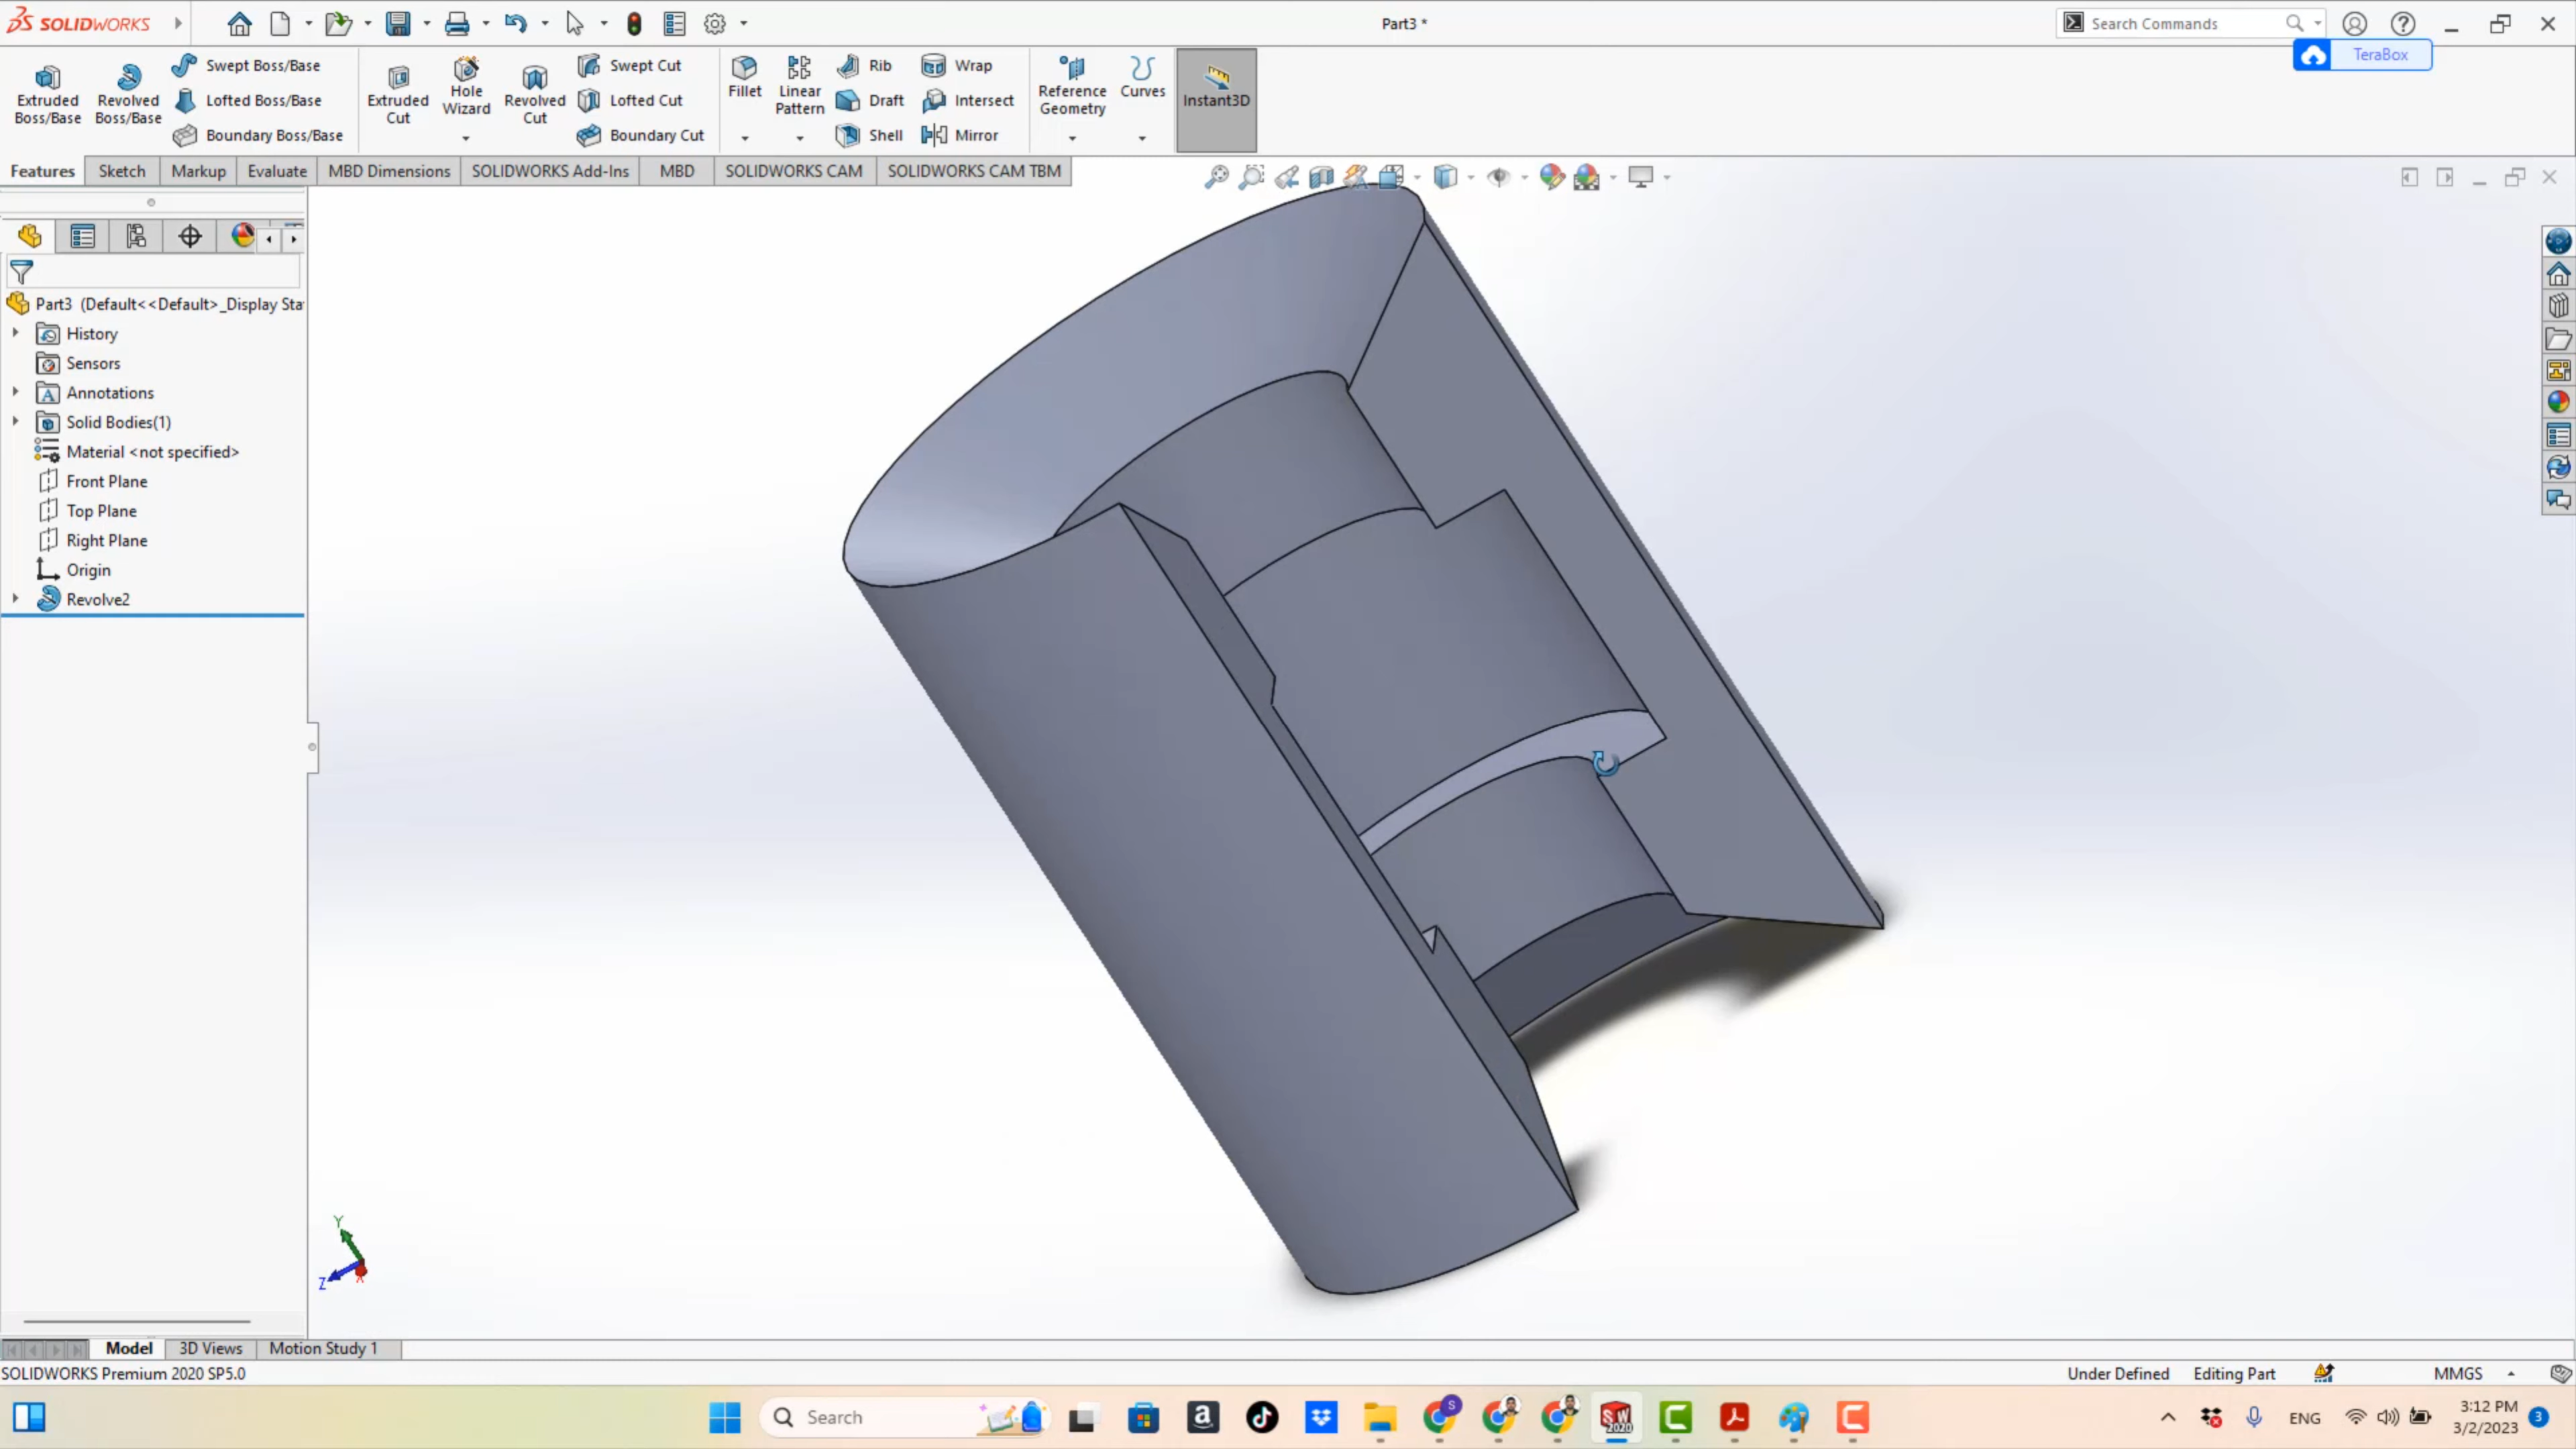 SOLIDWORKS
Part3 *
Search Commands
TeraBox
Extruded Boss/Base
Revolved Boss/Base
Swept Boss/Base
Lofted Boss/Base
Boundary Boss/Base
Extruded Cut
Hole Wizard
Revolved Cut
Swept Cut
Lofted Cut
Boundary Cut
Fillet
Linear Pattern
Rib
Draft
Shell
Wrap
Intersect
Mirror
Reference Geometry
Curves
Instant3D
Features Sketch Markup Evaluate MBD Dimensions SOLIDWORKS Add-Ins MBD SOLIDWORKS CAM SOLIDWORKS CAM TBM
Part3 (Default<<Default>_Display Sta
History
Sensors
Annotations
Solid Bodies(1)
Material <not specified>
Front Plane
Top Plane
Right Plane
Origin
Revolve2
Y
Z
X
Model 3D Views Motion Study 1
SOLIDWORKS Premium 2020 SP5.0
Under Defined Editing Part MMGS
Search
S
SW
2020
ENG
3:12 PM
3/2/2023
3